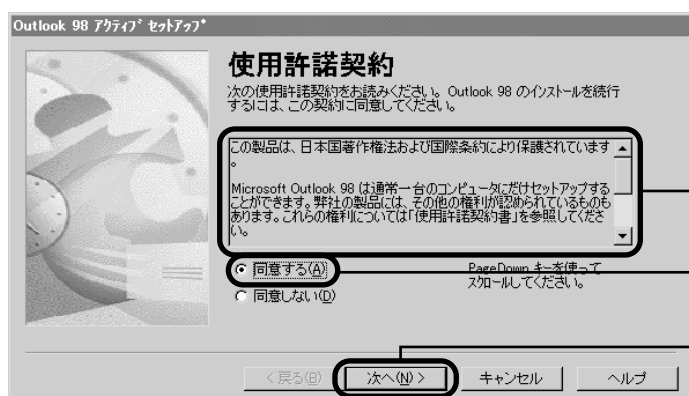 Outlook 98 ｱｸﾃｨﾌﾞ ｾｯﾄｱｯﾌﾟ
使用許諾契約
次の使用許諾契約をお読みください。Outlook 98 のインストールを続行
するには、この契約に同意してください。
この製品は、日本国著作権法および国際条約により保護されています
。
Microsoft Outlook 98 は通常一台のコンピュータにだけセットアップする
ことができます。弊社の製品には、その他の権利が認められているものも
あります。これらの権利については「使用許諾契約書」を参照してくださ
い。
同意する(A)
PageDown キーを使って
スクロールしてください。
同意しない(D)
< 戻る(B)
次へ(N) >
キャンセル
ヘルプ